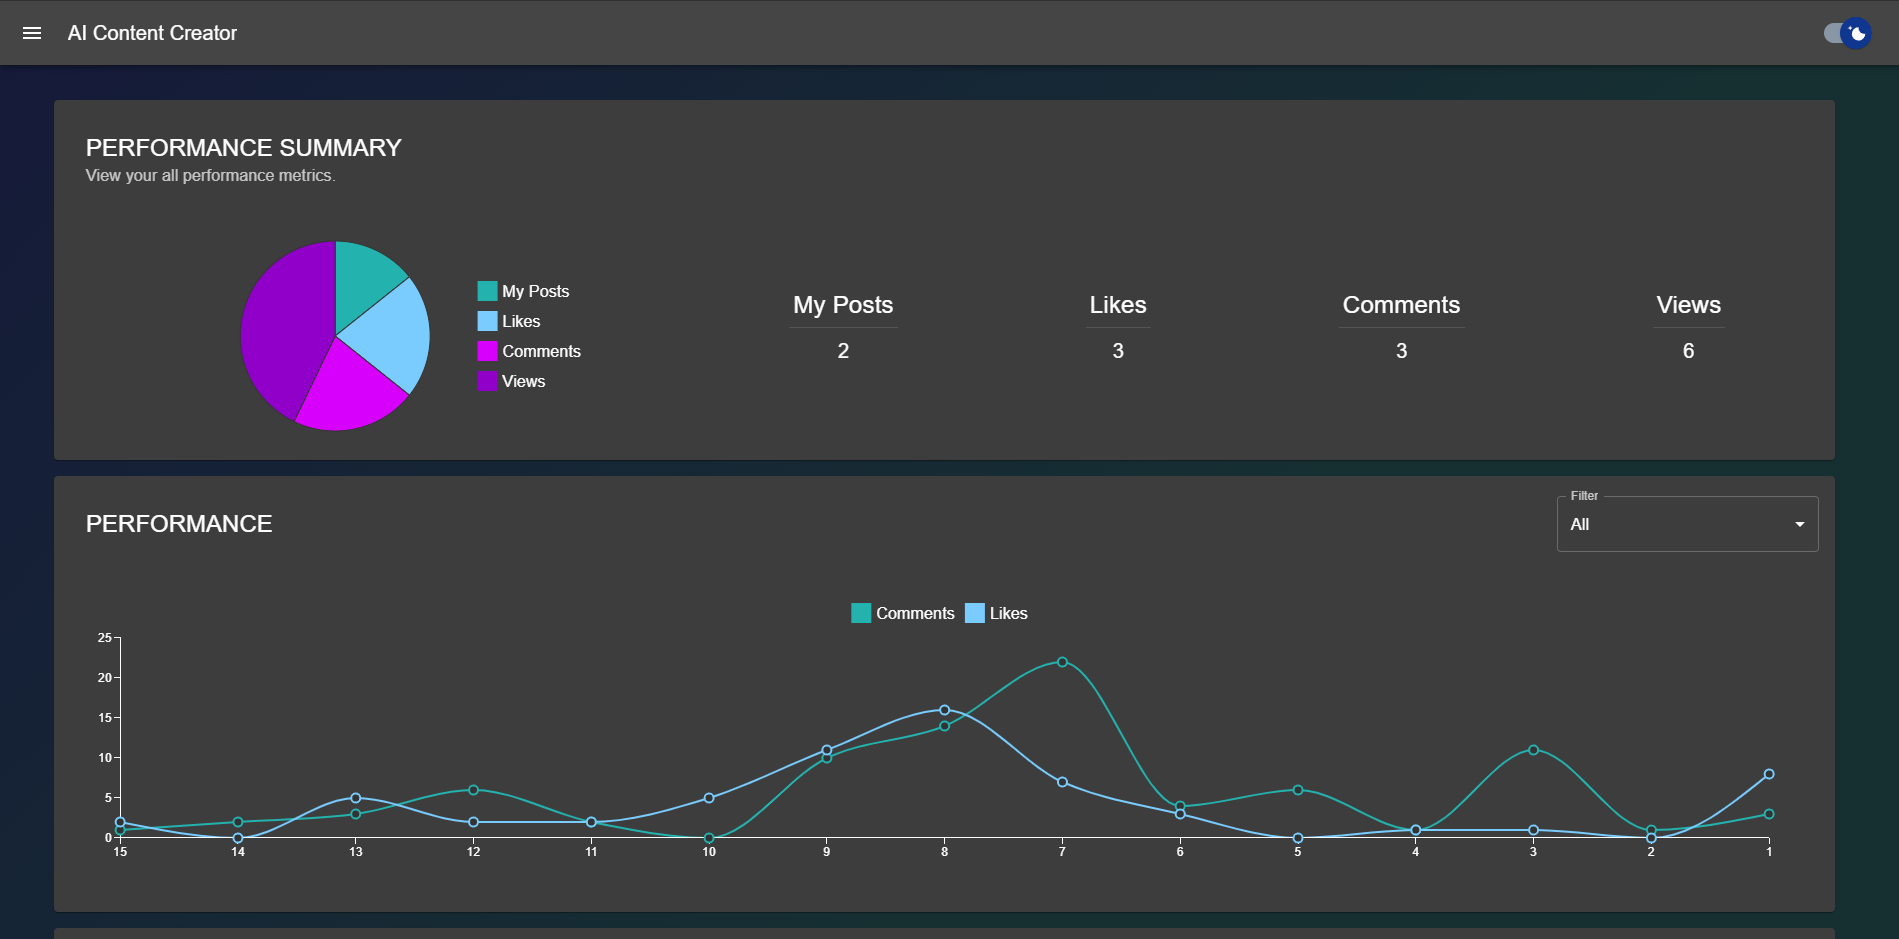 AI Content Creator
PERFORMANCE SUMMARY
View your all performance metrics.
My Posts
Likes
Comments
Views
My Posts
2
Likes
3
Comments
3
Views
6
PERFORMANCE
Filter
All
Comments Likes
25
20
15
10
5
0
15 14 13 12 11 10 9 8 7 6 5 4 3 2 1